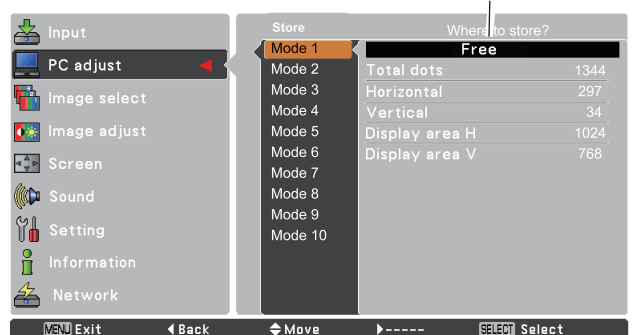 Input
PC adjust
Image select
Image adjust
Screen
Sound
Setting
Information
Network
Store
Mode 1
Mode 2
Mode 3
Mode 4
Mode 5
Mode 6
Mode 7
Mode 8
Mode 9
Mode 10
Where to store?
Free
Total dots 1344
Horizontal 297
Vertical 34
Display area H 1024
Display area V 768
MENU Exit Back Move ----- SELECT Select